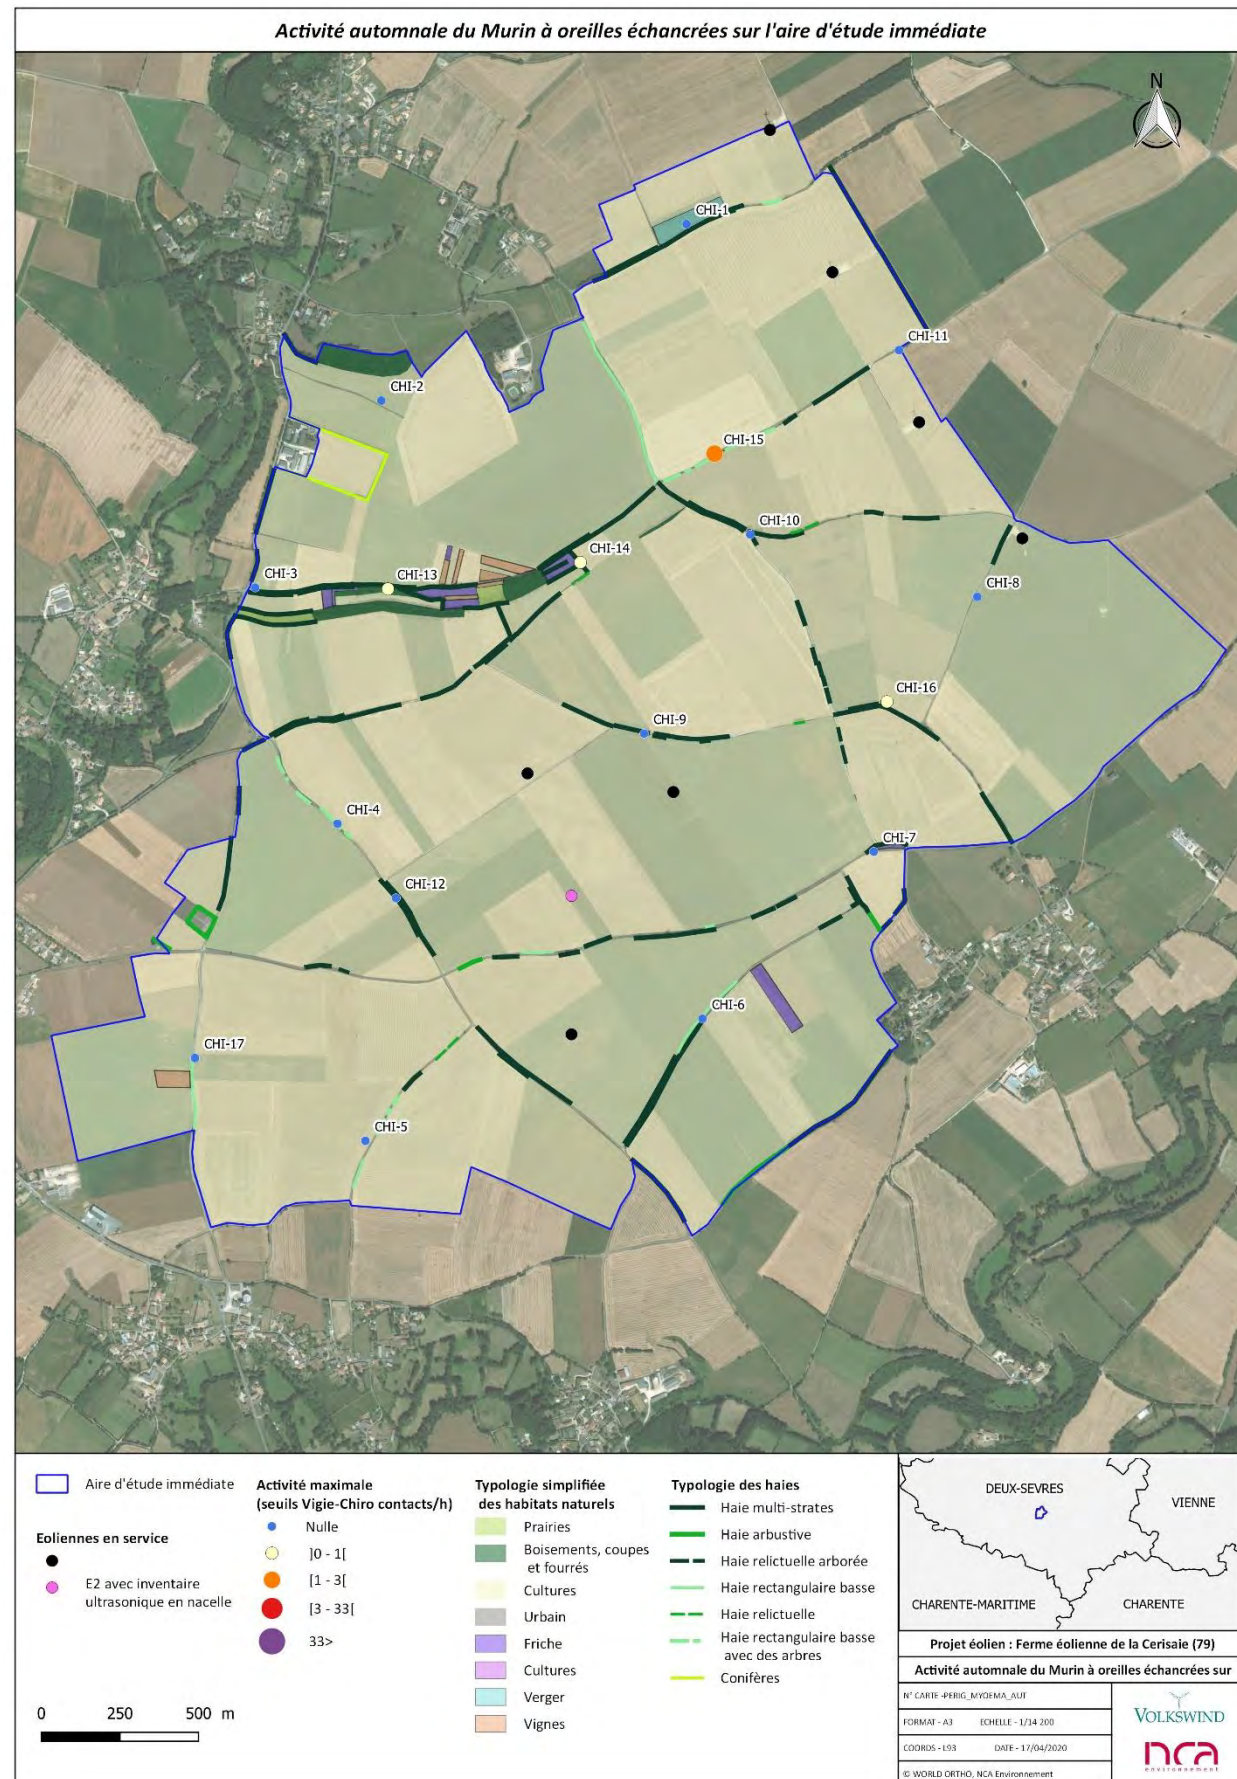 Activité automnale du Murin à oreilles échancrées sur l'aire d'étude immédiate
N
CHI-1
CHI-11
CHI-2
CHI-15
CHI-10
CHI-14
CHI-13
CHI-3
CHI-8
CHI-16
CHI-9
CHI-4
CHI-7
CHI-12
CHI-6
CHI-17
CHI-5
Aire d'étude immédiate
Eoliennes en service
E2 avec inventaire
ultrasonique en nacelle
0 250 500 m
Activité maximale
(seuils Vigie-Chiro contacts/h)
Nulle
]0 - 1[
[1 - 3[
[3 - 33[
33>
Typologie simplifiée
des habitats naturels
Prairies
Boisements, coupes
et fourrés
Cultures
Urbain
Friche
Cultures
Verger
Vignes
Typologie des haies
Haie multi-strates
Haie arbustive
Haie relictuelle arborée
Haie rectangulaire basse
Haie relictuelle
Haie rectangulaire basse
avec des arbres
Conifères
DEUX-SEVRES
VIENNE
CHARENTE-MARITIME
CHARENTE
Projet éolien : Ferme éolienne de la Cerisaie (79)
Activité automnale du Murin à oreilles échancrées sur
N° CARTE -PERIG_MYOEMA_AUT
FORMAT - A3 ECHELLE - 1/14 200
COORDS - L93 DATE - 17/04/2020
© WORLD ORTHO, NCA Environnement
VOLKSWIND
nca
environnement